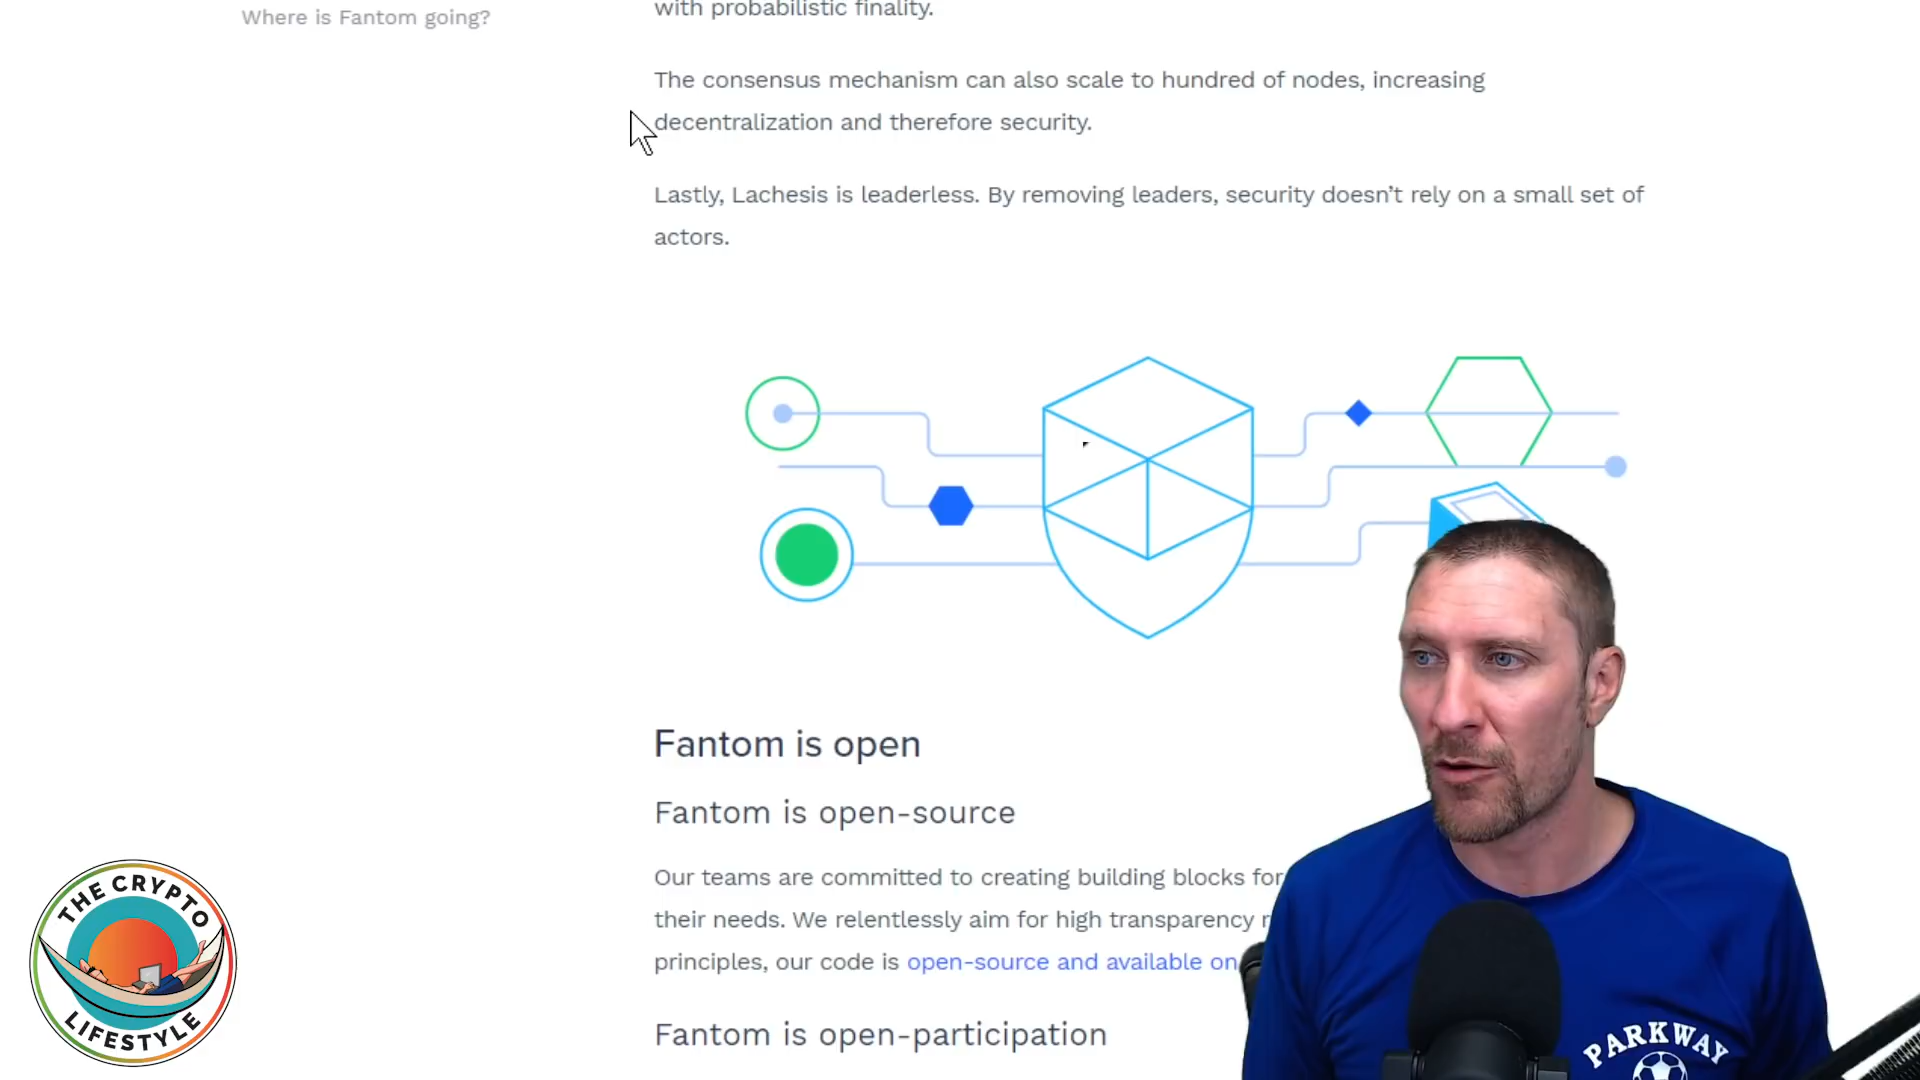 Where is Fantom going?
with probabilistic finality.
The consensus mechanism can also scale to hundred of nodes, increasing
decentralization and therefore security.
Lastly, Lachesis is leaderless. By removing leaders, security doesn’t rely on a small set of
actors.
Fantom is open
Fantom is open-source
Our teams are committed to creating building blocks for
their needs. We relentlessly aim for high transparency
principles, our code is open-source and available on
Fantom is open-participation
THE CRYPTO
LIFESTYLE
PARKWAY